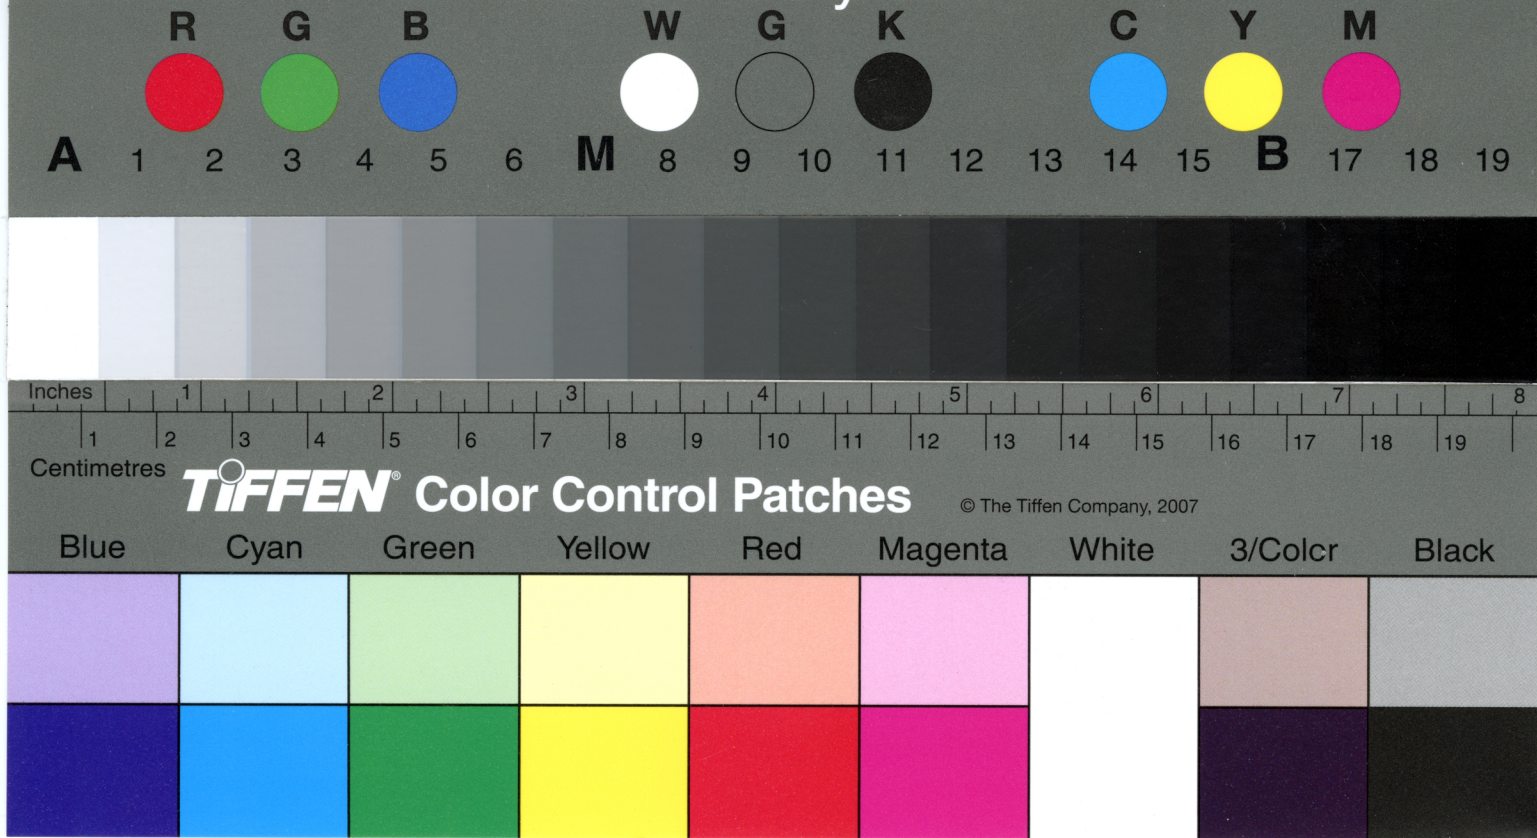 R G B W G K C Y M
A 1 2 3 4 5 6 M 8 9 10 11 12 13 14 15 B 17 18 19
Inches 1 2 3 4 5 6 7 8
1 2 3 4 5 6 7 8 9 10 11 12 13 14 15 16 17 18 19
Centimetres
TIFFEN® Color Control Patches © The Tiffen Company, 2007
Blue Cyan Green Yellow Red Magenta White 3/Color Black